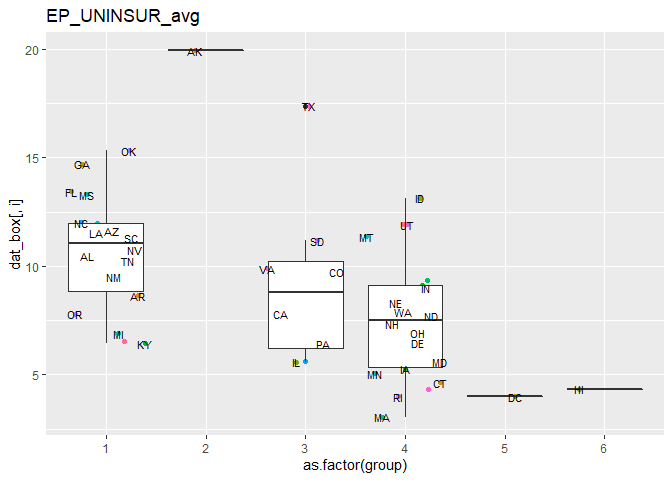 EP_UNINSUR_avg
20
15
10
5
dat_box[, i]
AK
TX
OK
GA
FL
MS
NC
LA
AZ
SC
NV
AL
TN
NM
AR
OR
MI
KY
SD
VA
CO
CA
PA
IL
ID
UT
MT
IN
NE
WA
ND
NH
OH
DE
MD
IA
MN
CT
RI
MA
DC
HI
1 2 3 4 5 6
as.factor(group)